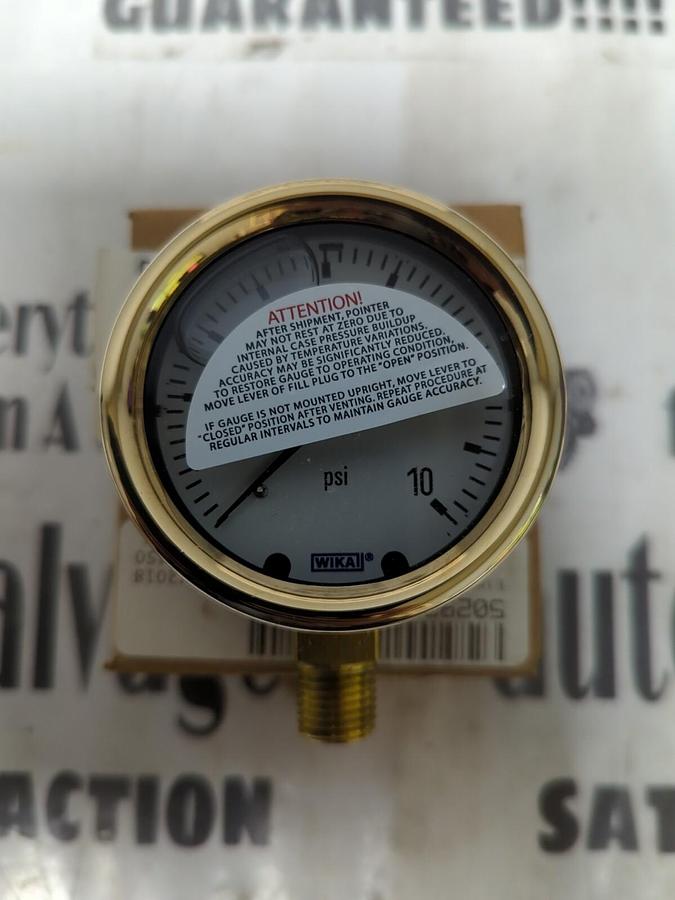 GUARANTEED!!!!
ATTENTION!
AFTER SHIPMENT, POINTER
MAY NOT REST AT ZERO DUE TO
INTERNAL CASE PRESSURE BUILDUP
CAUSED BY TEMPERATURE VARIATIONS.
ACCURACY MAY BE SIGNIFICANTLY REDUCED.
TO RESTORE GAUGE TO OPERATING CONDITION,
MOVE LEVER OF FILL PLUG TO THE "OPEN" POSITION.
IF GAUGE IS NOT MOUNTED UPRIGHT, MOVE LEVER TO
"CLOSED" POSITION AFTER VENTING. REPEAT PROCEDURE AT
REGULAR INTERVALS TO MAINTAIN GAUGE ACCURACY.
psi
10
WIKA®
2018